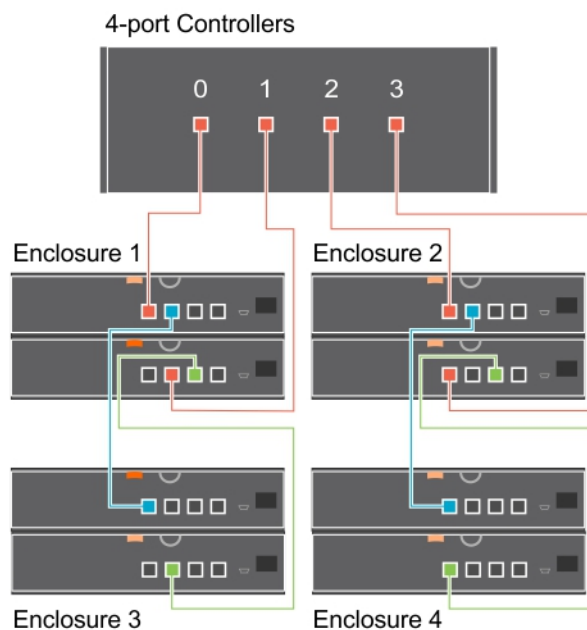 4-port Controllers
0 1 2 3
Enclosure 1 Enclosure 2
Enclosure 3 Enclosure 4